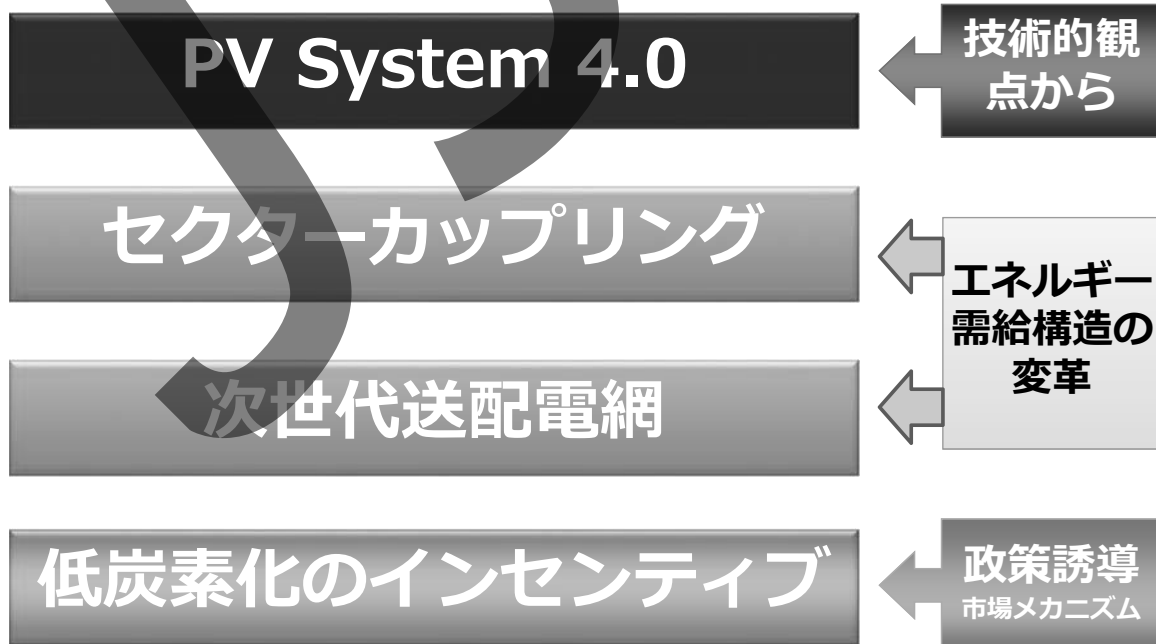 PV System 4.0
技術的観
点から
セクターカップリング
エネルギー
需給構造の
変革
次世代送配電網
低炭素化のインセンティブ
政策誘導
市場メカニズム